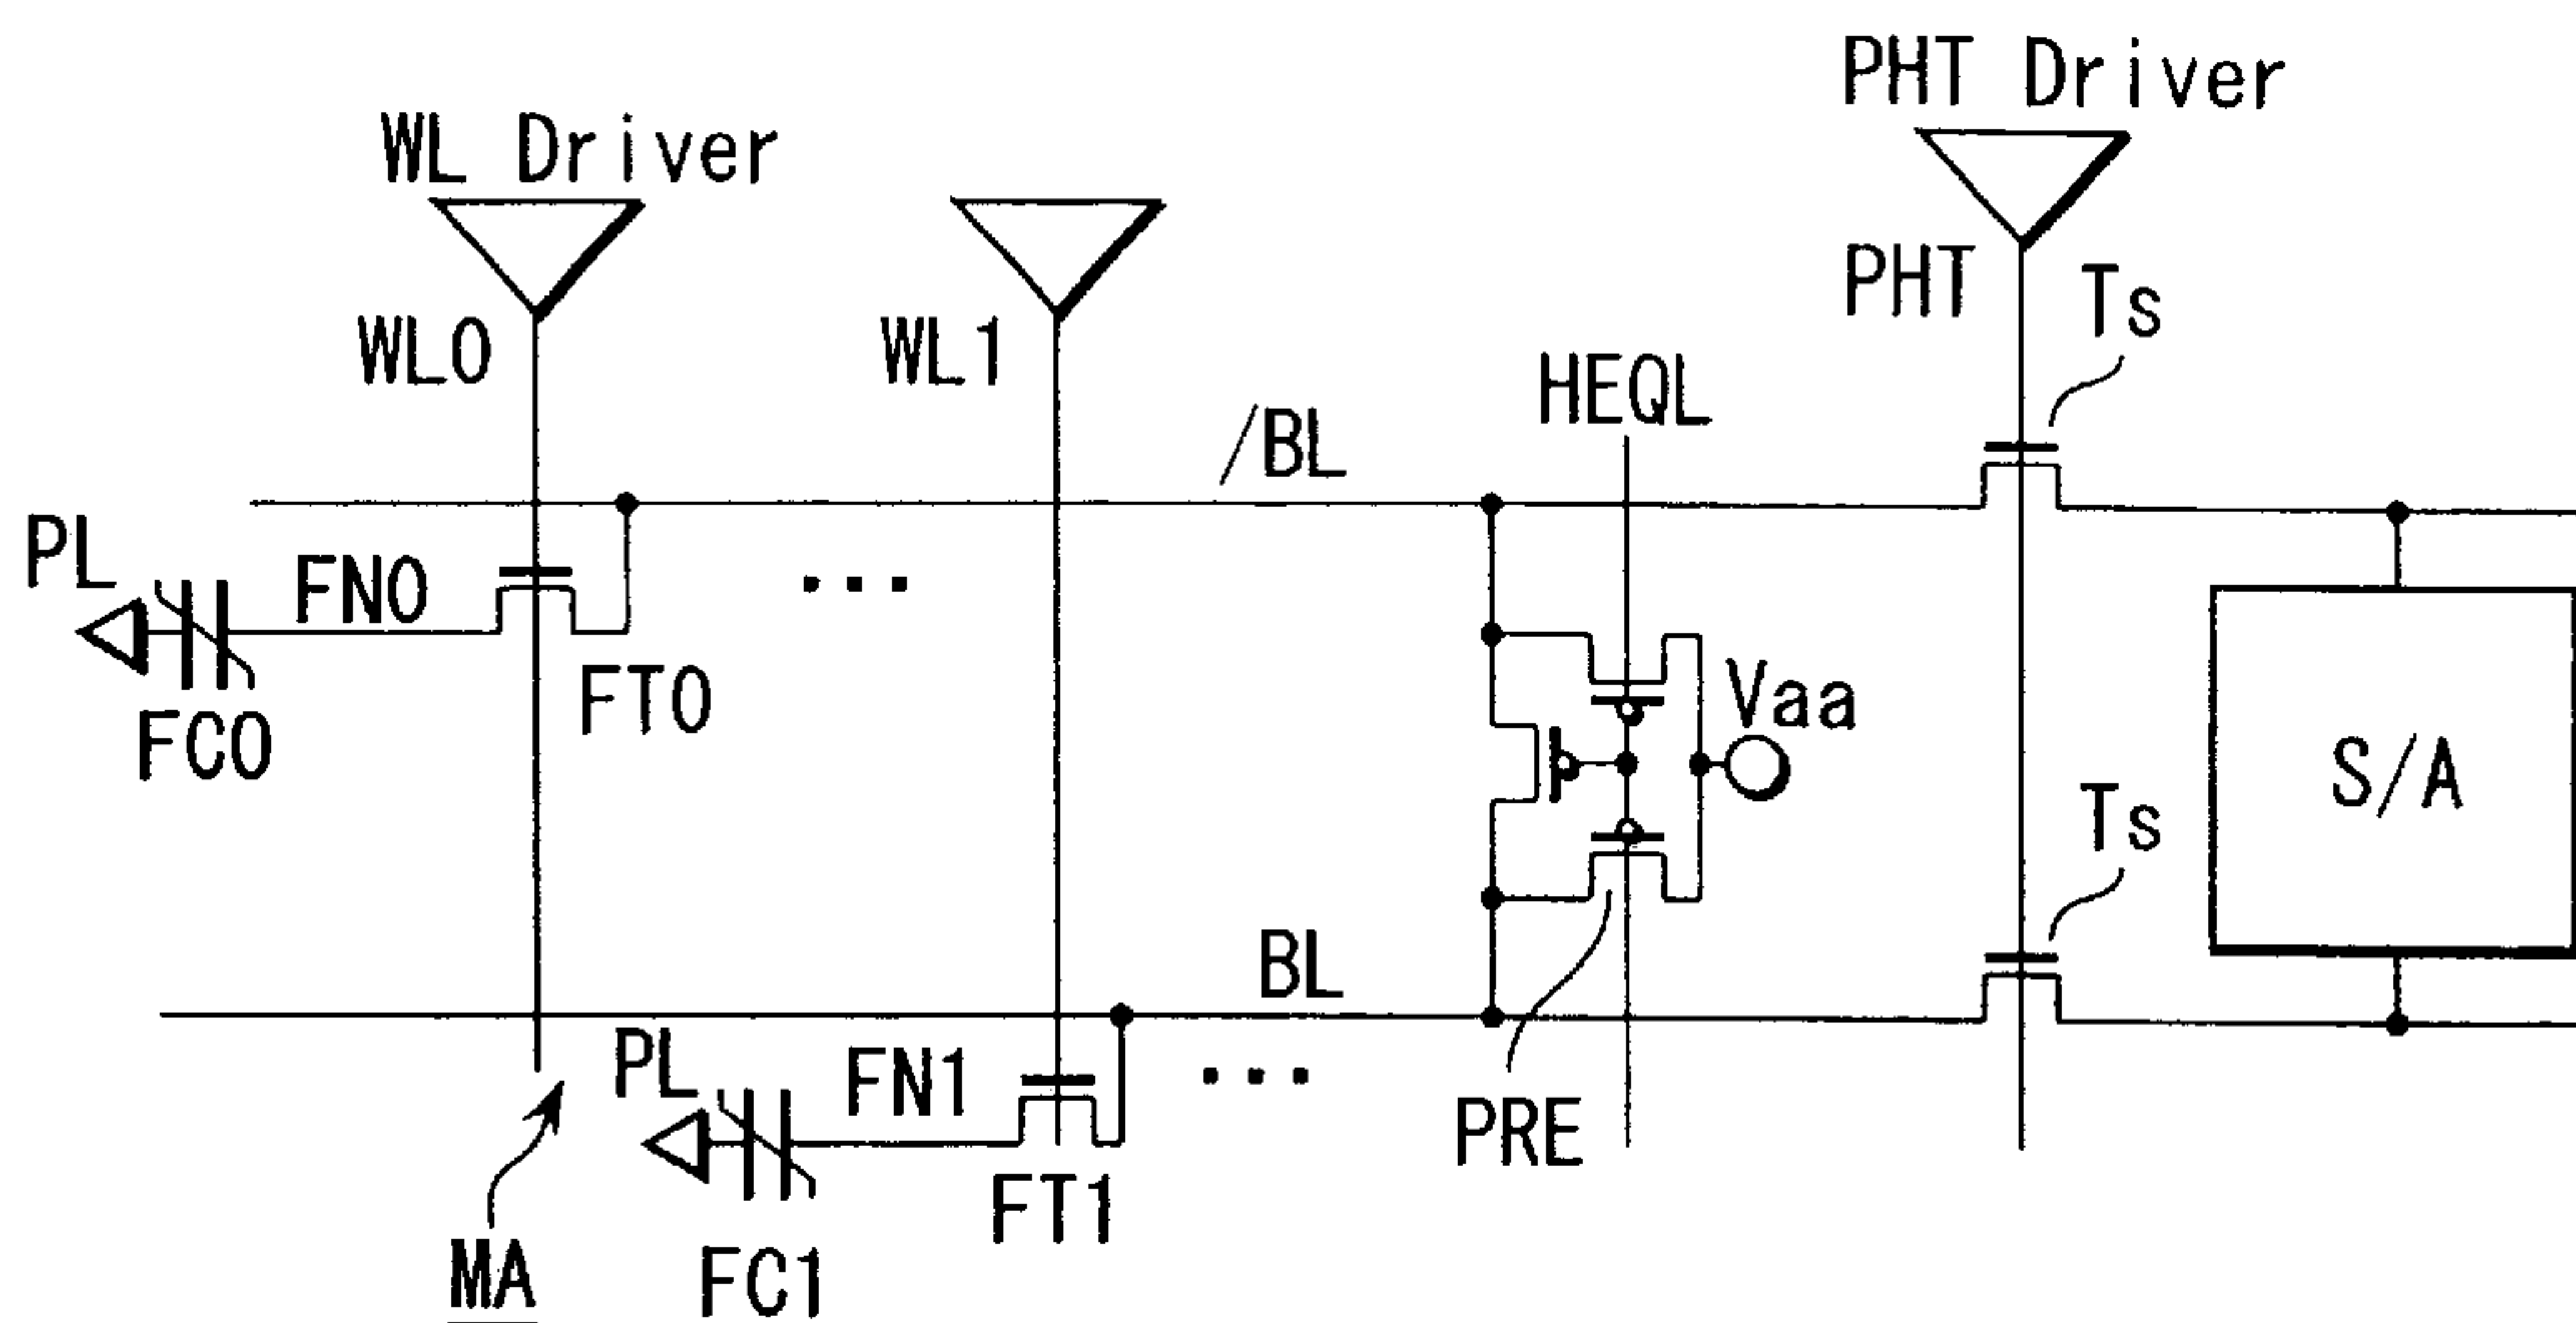 PHT Driver
WL Driver
PHT
Ts
WL0
WL1
HEQL
/BL
PL
FN0
...
FT0
Vaa
FC0
S/A
Ts
BL
PL
FN1
...
PRE
FT1
MA
FC1